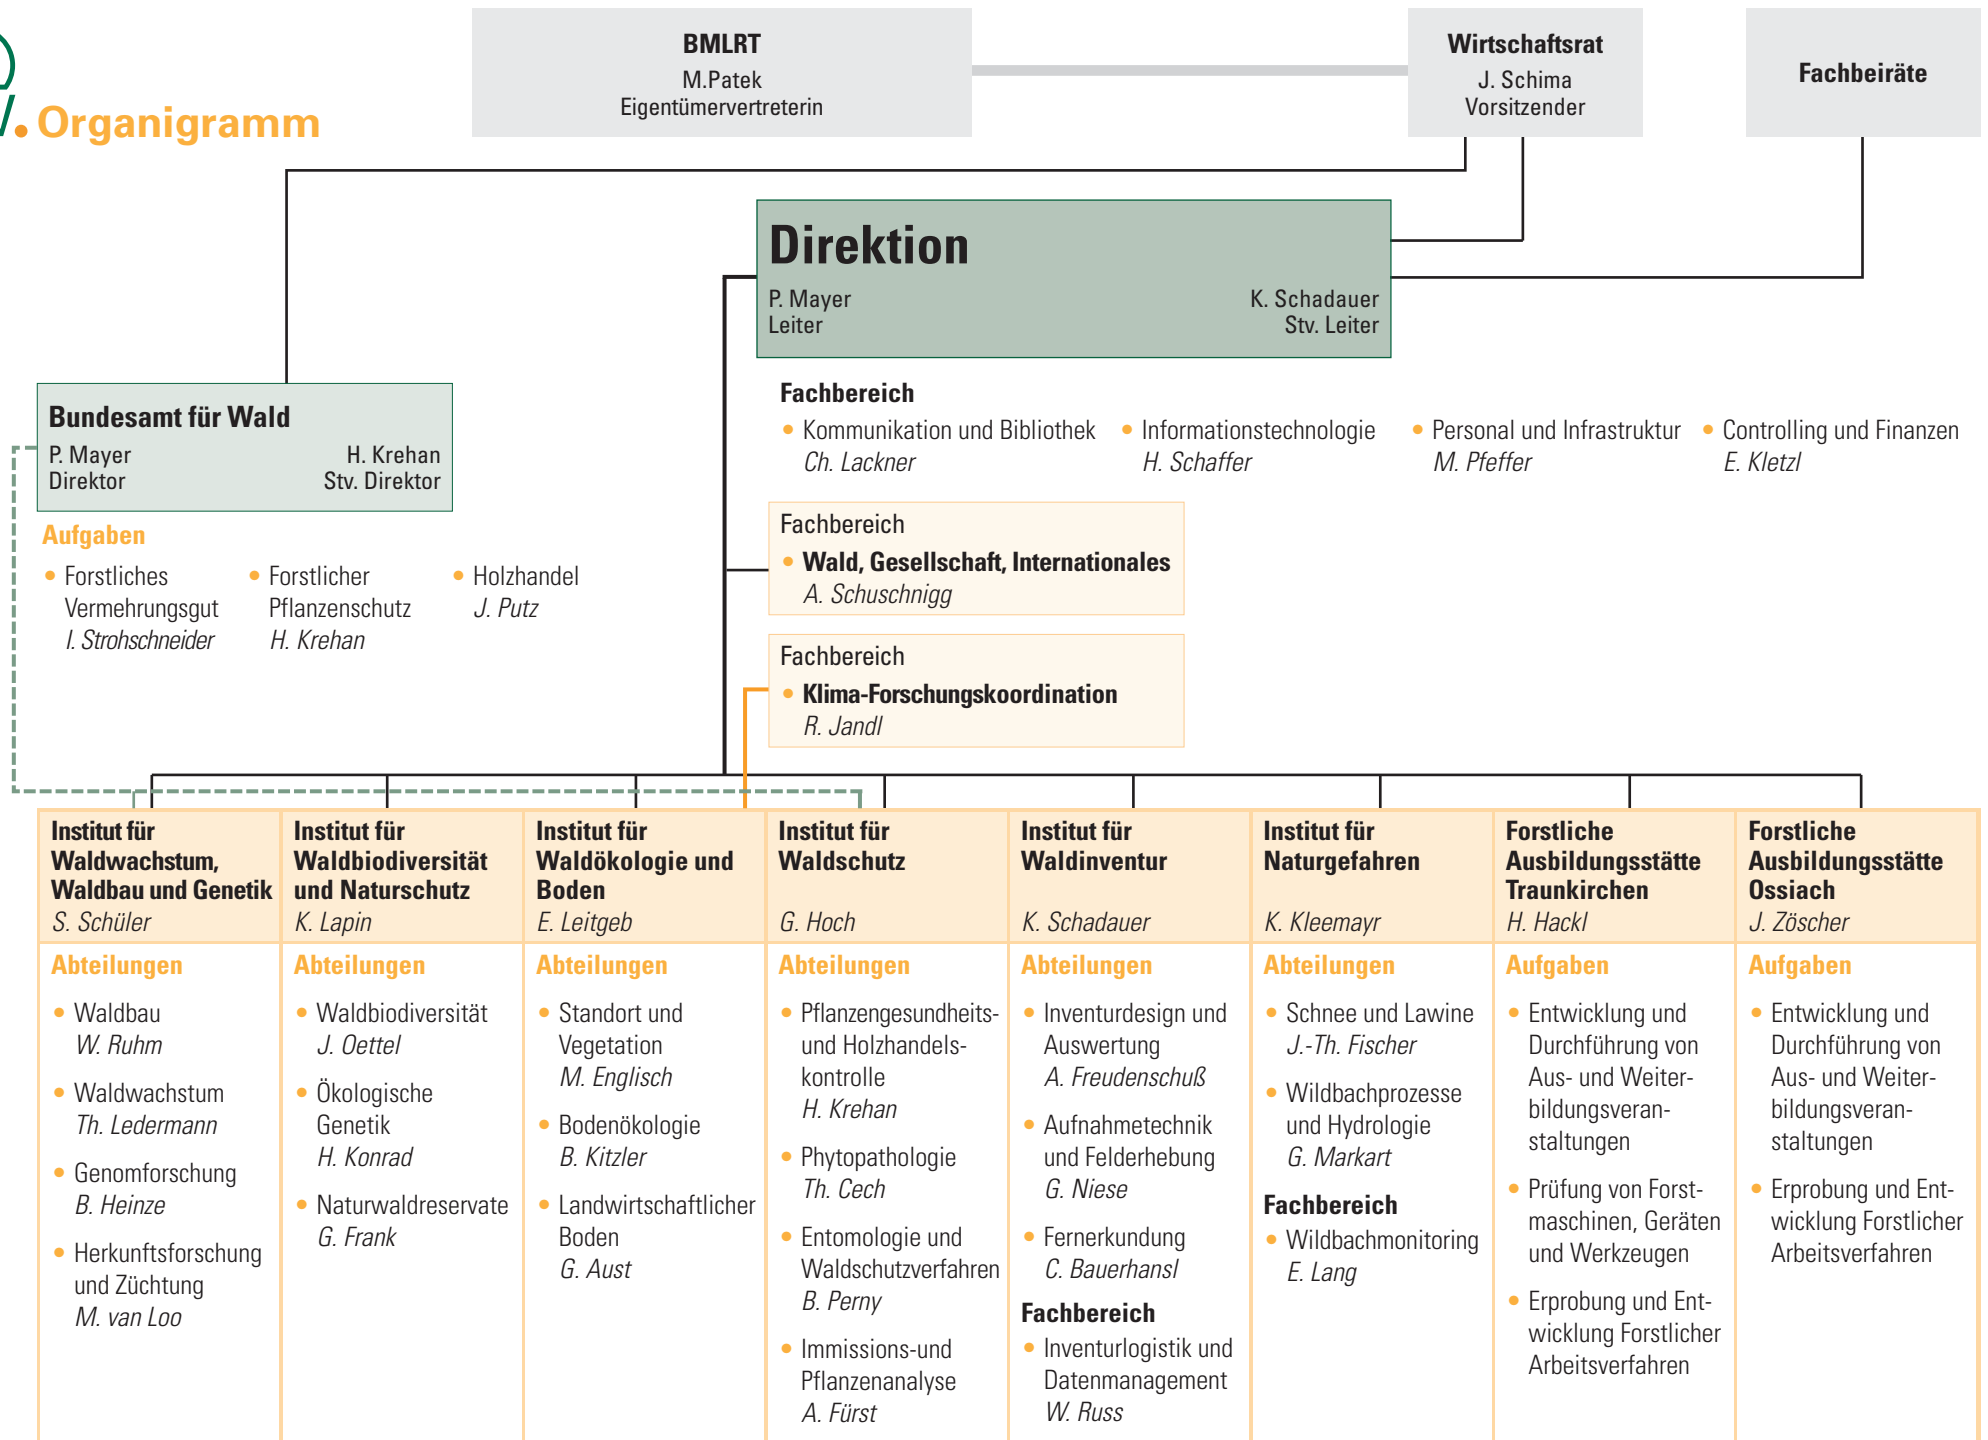 Organigramm
BMLRT
M.Patek
Eigentümervertreterin
Wirtschaftsrat
J. Schima
Vorsitzender
Fachbeiräte
Direktion
P. Mayer
Leiter
K. Schadauer
Stv. Leiter
Bundesamt für Wald
P. Mayer
Direktor
H. Krehan
Stv. Direktor
Aufgaben
• Forstliches
Vermehrungsgut
I. Strohschneider
• Forstlicher
Pflanzenschutz
H. Krehan
• Holzhandel
J. Putz
Fachbereich
• Kommunikation und Bibliothek
Ch. Lackner
• Informationstechnologie
H. Schaffer
• Personal und Infrastruktur
M. Pfeffer
• Controlling und Finanzen
E. Kletzl
Fachbereich
• Wald, Gesellschaft, Internationales
A. Schuschnigg
Fachbereich
• Klima-Forschungskoordination
R. Jandl
Institut für
Waldwachstum,
Waldbau und Genetik
S. Schüler
Abteilungen
• Waldbau
W. Ruhm
• Waldwachstum
Th. Ledermann
• Genomforschung
B. Heinze
• Herkunftsforschung
und Züchtung
M. van Loo
Institut für
Waldbiodiversität
und Naturschutz
K. Lapin
Abteilungen
• Waldbiodiversität
J. Oettel
• Ökologische
Genetik
H. Konrad
• Naturwaldreservate
G. Frank
Institut für
Waldökologie und
Boden
E. Leitgeb
Abteilungen
• Standort und
Vegetation
M. Englisch
• Bodenökologie
B. Kitzler
• Landwirtschaftlicher
Boden
G. Aust
Institut für
Waldschutz
G. Hoch
Abteilungen
• Pflanzengesundheits-
und Holzhandels-
kontrolle
H. Krehan
• Phytopathologie
Th. Cech
• Entomologie und
Waldschutzverfahren
B. Perny
• Immissions-und
Pflanzenanalyse
A. Fürst
Institut für
Waldinventur
K. Schadauer
Abteilungen
• Inventurdesign und
Auswertung
A. Freudenschuß
• Aufnahmetechnik
und Felderhebung
G. Niese
• Fernerkundung
C. Bauerhansl
Fachbereich
• Inventurlogistik und
Datenmanagement
W. Russ
Institut für
Naturgefahren
K. Kleemayr
Abteilungen
• Schnee und Lawine
J.-Th. Fischer
• Wildbachprozesse
und Hydrologie
G. Markart
Fachbereich
• Wildbachmonitoring
E. Lang
Forstliche
Ausbildungsstätte
Traunkirchen
H. Hackl
Aufgaben
• Entwicklung und
Durchführung von
Aus- und Weiter-
bildungsveran-
staltungen
• Prüfung von Forst-
maschinen, Geräten
und Werkzeugen
• Erprobung und Ent-
wicklung Forstlicher
Arbeitsverfahren
Forstliche
Ausbildungsstätte
Ossiach
J. Zöscher
Aufgaben
• Entwicklung und
Durchführung von
Aus- und Weiter-
bildungsveran-
staltungen
• Erprobung und Ent-
wicklung Forstlicher
Arbeitsverfahren